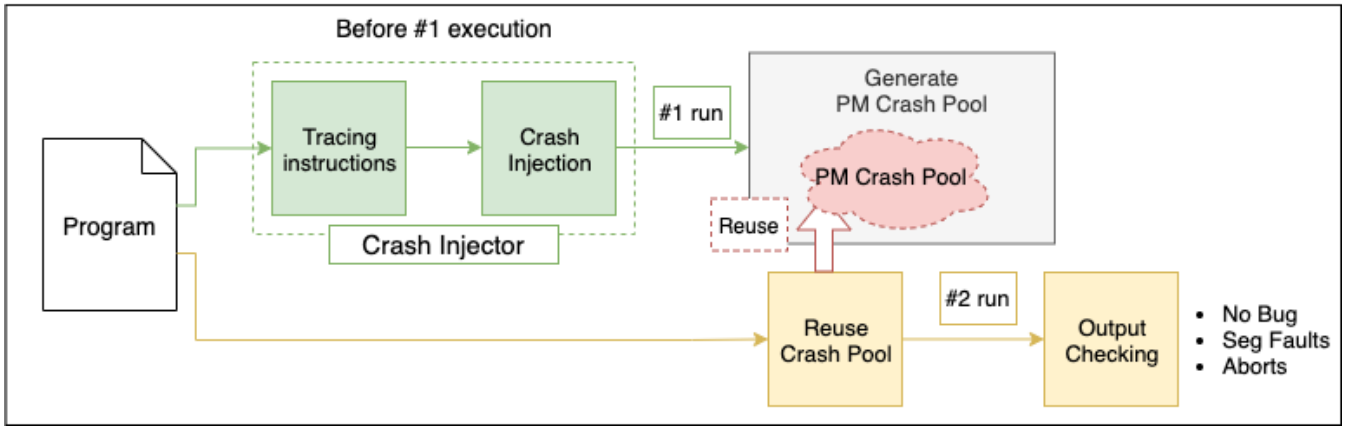 Before #1 execution
Program
Tracing
instructions
Crash
Injection
Crash Injector
#1 run
Generate
PM Crash Pool
PM Crash Pool
Reuse
Reuse
Crash Pool
#2 run
Output
Checking
• No Bug
• Seg Faults
• Aborts